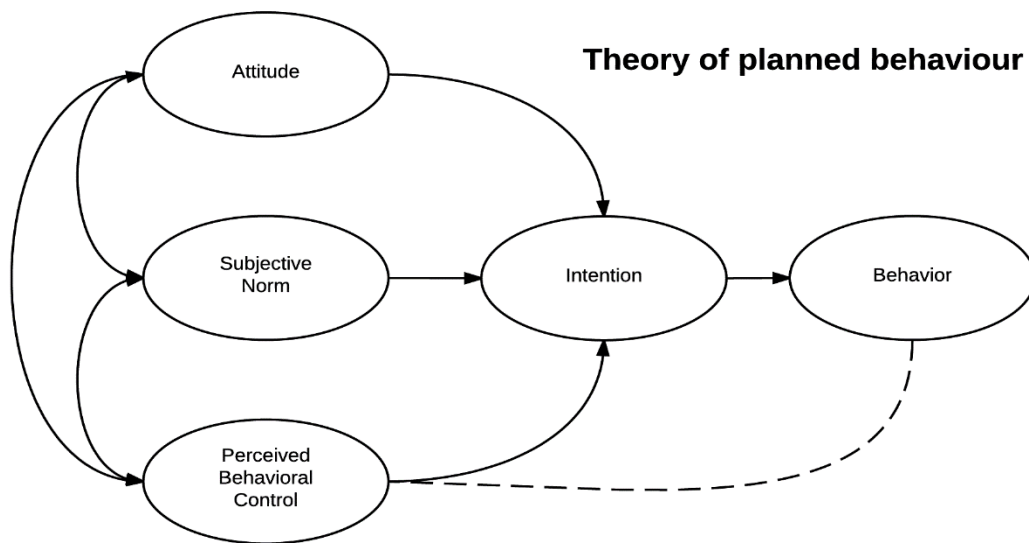 Theory of planned behaviour
Attitude
Subjective
Norm
Intention
Behavior
Perceived
Behavioral
Control